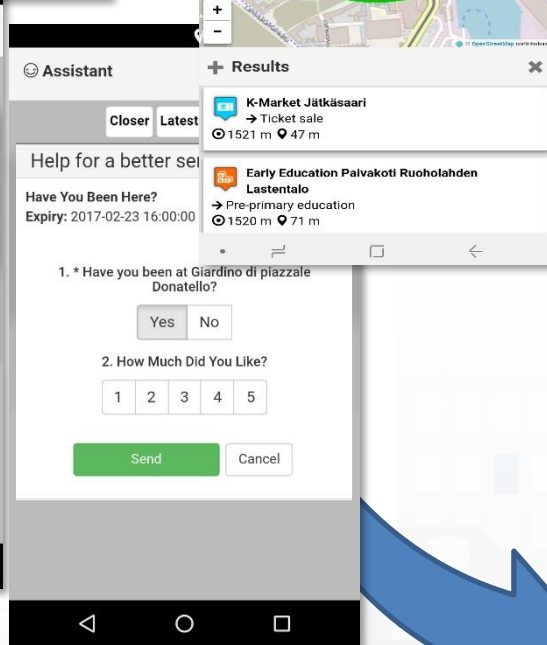 +
-
© OpenStreetMap contributors
+ Results ×
K-Market Jätkäsaari
→ Ticket sale
1521 m 47 m
Early Education Paivakoti Ruoholahden
Lastentalo
→ Pre-primary education
1520 m 71 m
Assistant
Closer Latest
Help for a better
Have You Been Here?
Expiry: 2017-02-23 16:00:00
1. * Have you been at Giardino di piazzale
Donatello?
Yes No
2. How Much Did You Like?
1 2 3 4 5
Send Cancel